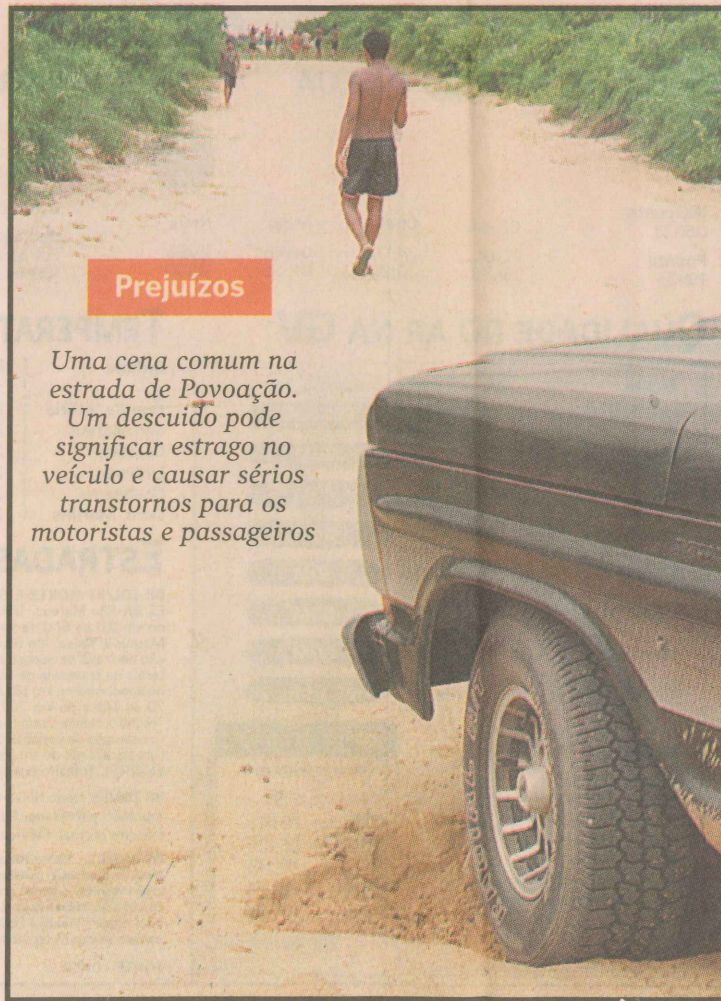 Prejuízos
Uma cena comum na
estrada de Povoação.
Um descuido pode
significar estrago no
veículo e causar sérios
transtornos para os
motoristas e passageiros